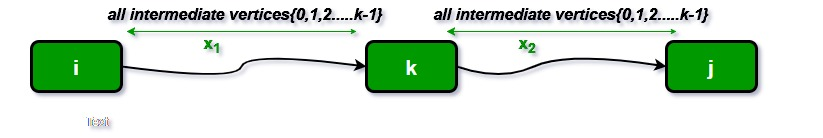 all intermediate vertices{0,1,2.....k-1} all intermediate vertices{0,1,2.....k-1}
x1 x2
i k j
Text